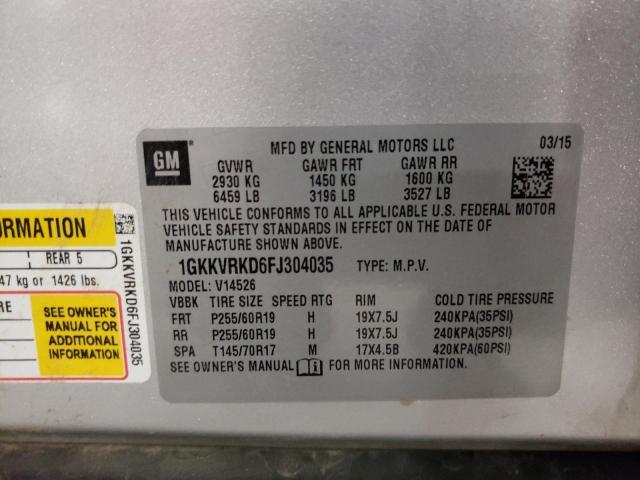 GM
MFD BY GENERAL MOTORS LLC 03/15
GVWR GAWR FRT GAWR RR
2930 KG 1450 KG 1600 KG
6459 LB 3196 LB 3527 LB
THIS VEHICLE CONFORMS TO ALL APPLICABLE U.S. FEDERAL MOTOR
VEHICLE SAFETY STANDARDS IN EFFECT ON THE DATE OF
MANUFACTURE SHOWN ABOVE.
1GKKVRKD6FJ304035 TYPE: M.P.V.
MODEL: V14526
VBBK TIRE SIZE SPEED RTG RIM COLD TIRE PRESSURE
FRT P255/60R19 H 19X7.5J 240KPA(35PSI)
RR P255/60R19 H 19X7.5J 240KPA(35PSI)
SPA T145/70R17 M 17X4.5B 420KPA(60PSI)
SEE OWNER'S MANUAL FOR MORE INFORMATION.
ORMATION
REAR 5
47 kg or 1426 lbs.
RE
SEE OWNER'S
MANUAL FOR
ADDITIONAL
INFORMATION
1GKKVRKD6FJ304035